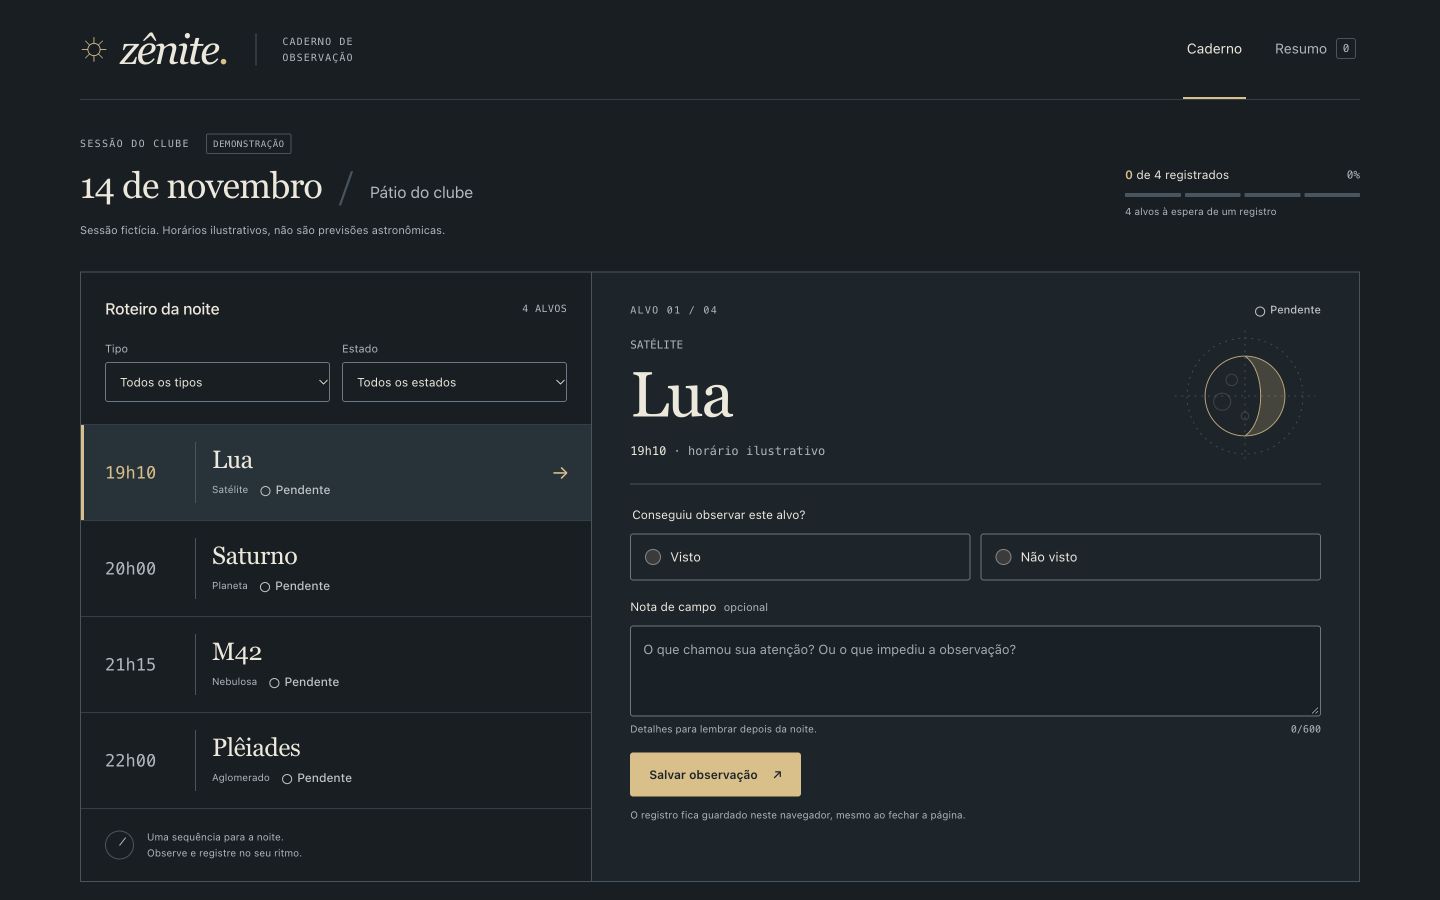 zênite.
CADERNO DE
OBSERVAÇÃO
Caderno
Resumo 0
SESSÃO DO CLUBE
DEMONSTRAÇÃO
14 de novembro / Pátio do clube
Sessão fictícia. Horários ilustrativos, não são previsões astronômicas.
0 de 4 registrados
0%
4 alvos à espera de um registro
Roteiro da noite
4 ALVOS
Tipo
Estado
Todos os tipos
Todos os estados
19h10
Lua
Satélite
Pendente
20h00
Saturno
Planeta
Pendente
21h15
M42
Nebulosa
Pendente
22h00
Plêiades
Aglomerado
Pendente
Uma sequência para a noite.
Observe e registre no seu ritmo.
ALVO 01 / 04
Pendente
SATÉLITE
Lua
19h10 · horário ilustrativo
Conseguiu observar este alvo?
Visto
Não visto
Nota de campo opcional
O que chamou sua atenção? Ou o que impediu a observação?
Detalhes para lembrar depois da noite.
0/600
Salvar observação
O registro fica guardado neste navegador, mesmo ao fechar a página.